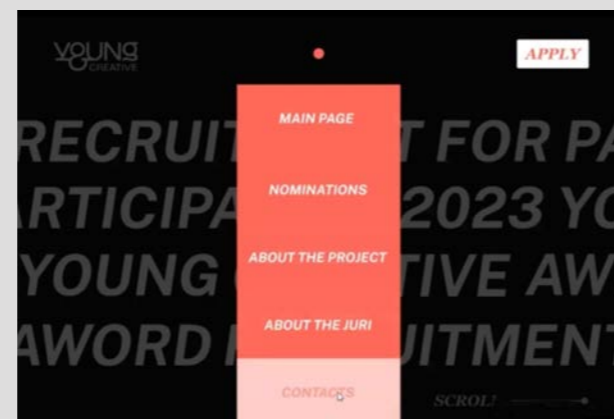 YOUNG
CREATIVE
APPLY
MAIN PAGE
NOMINATIONS
ABOUT THE PROJECT
ABOUT THE JURI
CONTACTS
RECRUIT T FOR PA
ARTICIPA 2023 YO
YOUNG TIVE AW
AWORD UITMENT
SCROL!